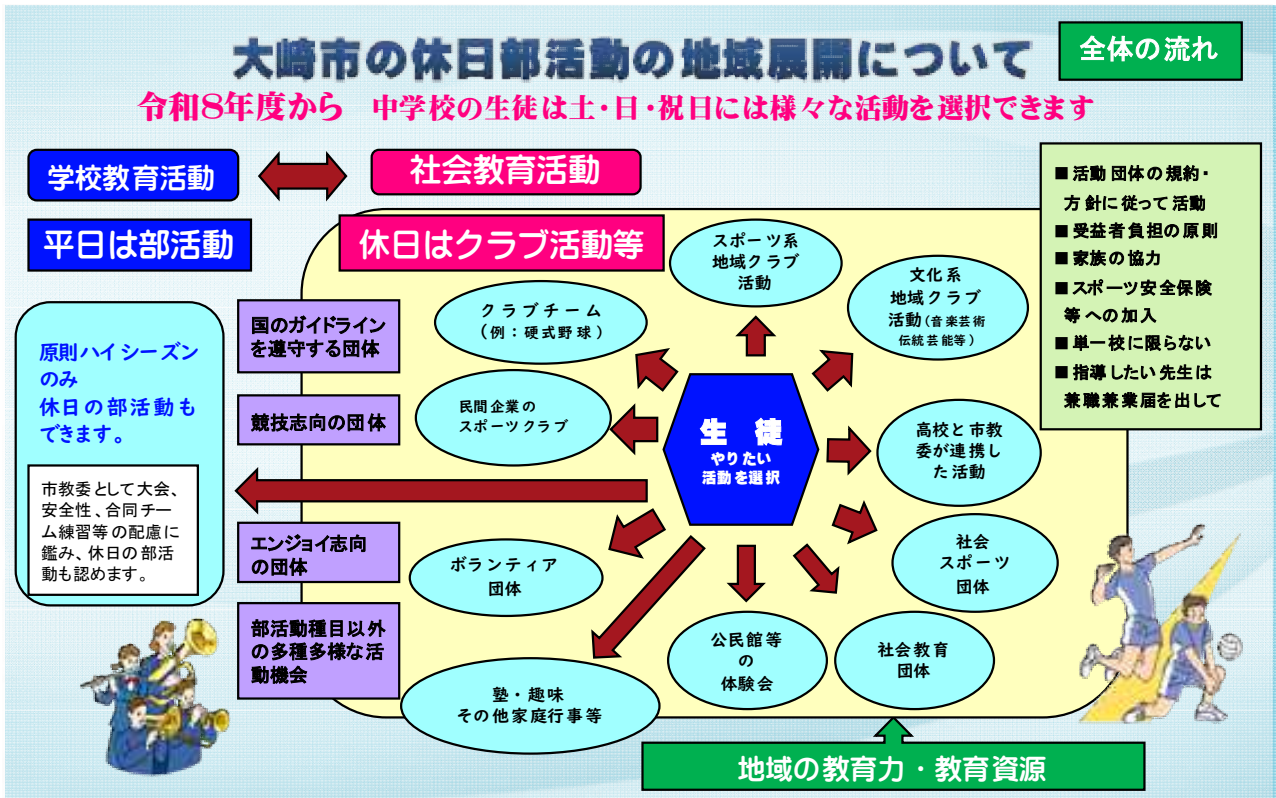 大崎市の休日部活動の地域展開について
全体の流れ
令和8年度から 中学校の生徒は土・日・祝日には様々な活動を選択できます
学校教育活動
社会教育活動
平日は部活動
休日はクラブ活動等
■活動団体の規約・
方針に従って活動
■受益者負担の原則
■家族の協力
■スポーツ安全保険
等への加入
■単一校に限らない
■指導したい先生は
兼職兼業届を出して
原則ハイシーズン
のみ
休日の部活動も
できます。
市教委として大会、
安全性、合同チー
ム練習等の配慮に
鑑み、休日の部活
動も認めます。
国のガイドライン
を遵守する団体
競技志向の団体
エンジョイ志向
の団体
部活動種目以外
の多種多様な活
動機会
スポーツ系
地域クラブ
活動
文化系
地域クラブ
活動(音楽芸術
伝統芸能等)
クラブチーム
(例:硬式野球)
民間企業の
スポーツクラブ
生 徒
やりたい
活動を選択
高校と市教
委が連携し
た活動
社会
スポーツ
団体
ボランティア
団体
公民館等
の
体験会
社会教育
団体
塾・趣味
その他家庭行事等
地域の教育力・教育資源